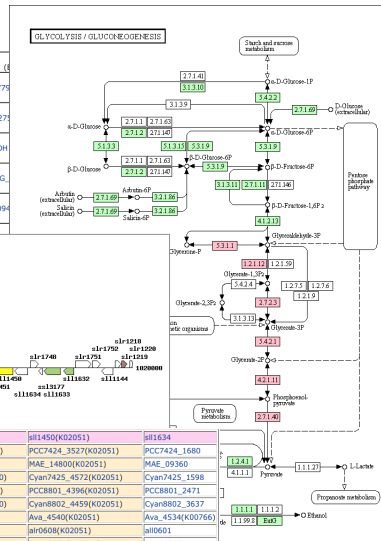 GLYCOLYSIS / GLUCONEOGENESIS
Starch and sucrose
metabolism
2.7.1.41
3.1.3.10
α-D-Glucose-1P
5.4.2.2
3.1.3.9
2.7.1.69
D-Glucose
(extracellular)
α-D-Glucose
2.7.1.1
2.7.1.63
2.7.1.2
2.7.1.147
α-D-Glucose-6P
5.1.3.3
5.1.3.15
5.3.1.9
5.3.1.9
β-D-Glucose
2.7.1.1
2.7.1.63
2.7.1.2
2.7.1.147
β-D-Glucose-6P
5.3.1.9
β-D-Fructose-6P
Pentose
phosphate
pathway
Arbutin
(extracellular)
2.7.1.69
Arbutin-6P
3.2.1.86
3.1.3.11
2.7.1.11
2.7.1.146
Salicin
(extracellular)
2.7.1.69
Salicin-6P
3.2.1.86
β-D-Fructose-1,6P2
4.1.2.13
Glyceraldehyde-3P
Glycerone-P
5.3.1.1
1.2.1.12
1.2.1.59
Glycerate-1,3P2
5.4.2.4
1.2.7.5
1.2.7.6
1.2.1.9
Glycerate-2,3P2
2.7.2.3
3.1.3.13
Glycerate-3P
5.4.2.1
Glycerate-2P
4.2.1.11
Phosphoenol-
pyruvate
Pyruvate
metabolism
2.7.1.40
1.2.4.1
4.1.1.1
Pyruvate
1.1.1.27
L-Lactate
Propanoate metabolism
1.1.1.1
1.1.1.2
1.1.99.8
EutG
Ethanol
slr1218
slr1752
slr1220
slr1748
slr1751
slr1219
1020000
sll1450
ssl3177
sll1632
sll1144
451
sll1634
sll1633
sll1450(K02051)
sll1634
PCC7424_3527(K02051)
PCC7424_1680
MAE_14800(K02051)
MAE_09360
Cyan7425_4572(K02051)
Cyan7425_1598
PCC8801_4396(K02051)
PCC8801_2471
Cyan8802_4459(K02051)
Cyan8802_3637
Ava_4540(K02051)
Ava_4534(K00766)
alr0608(K02051)
all0601